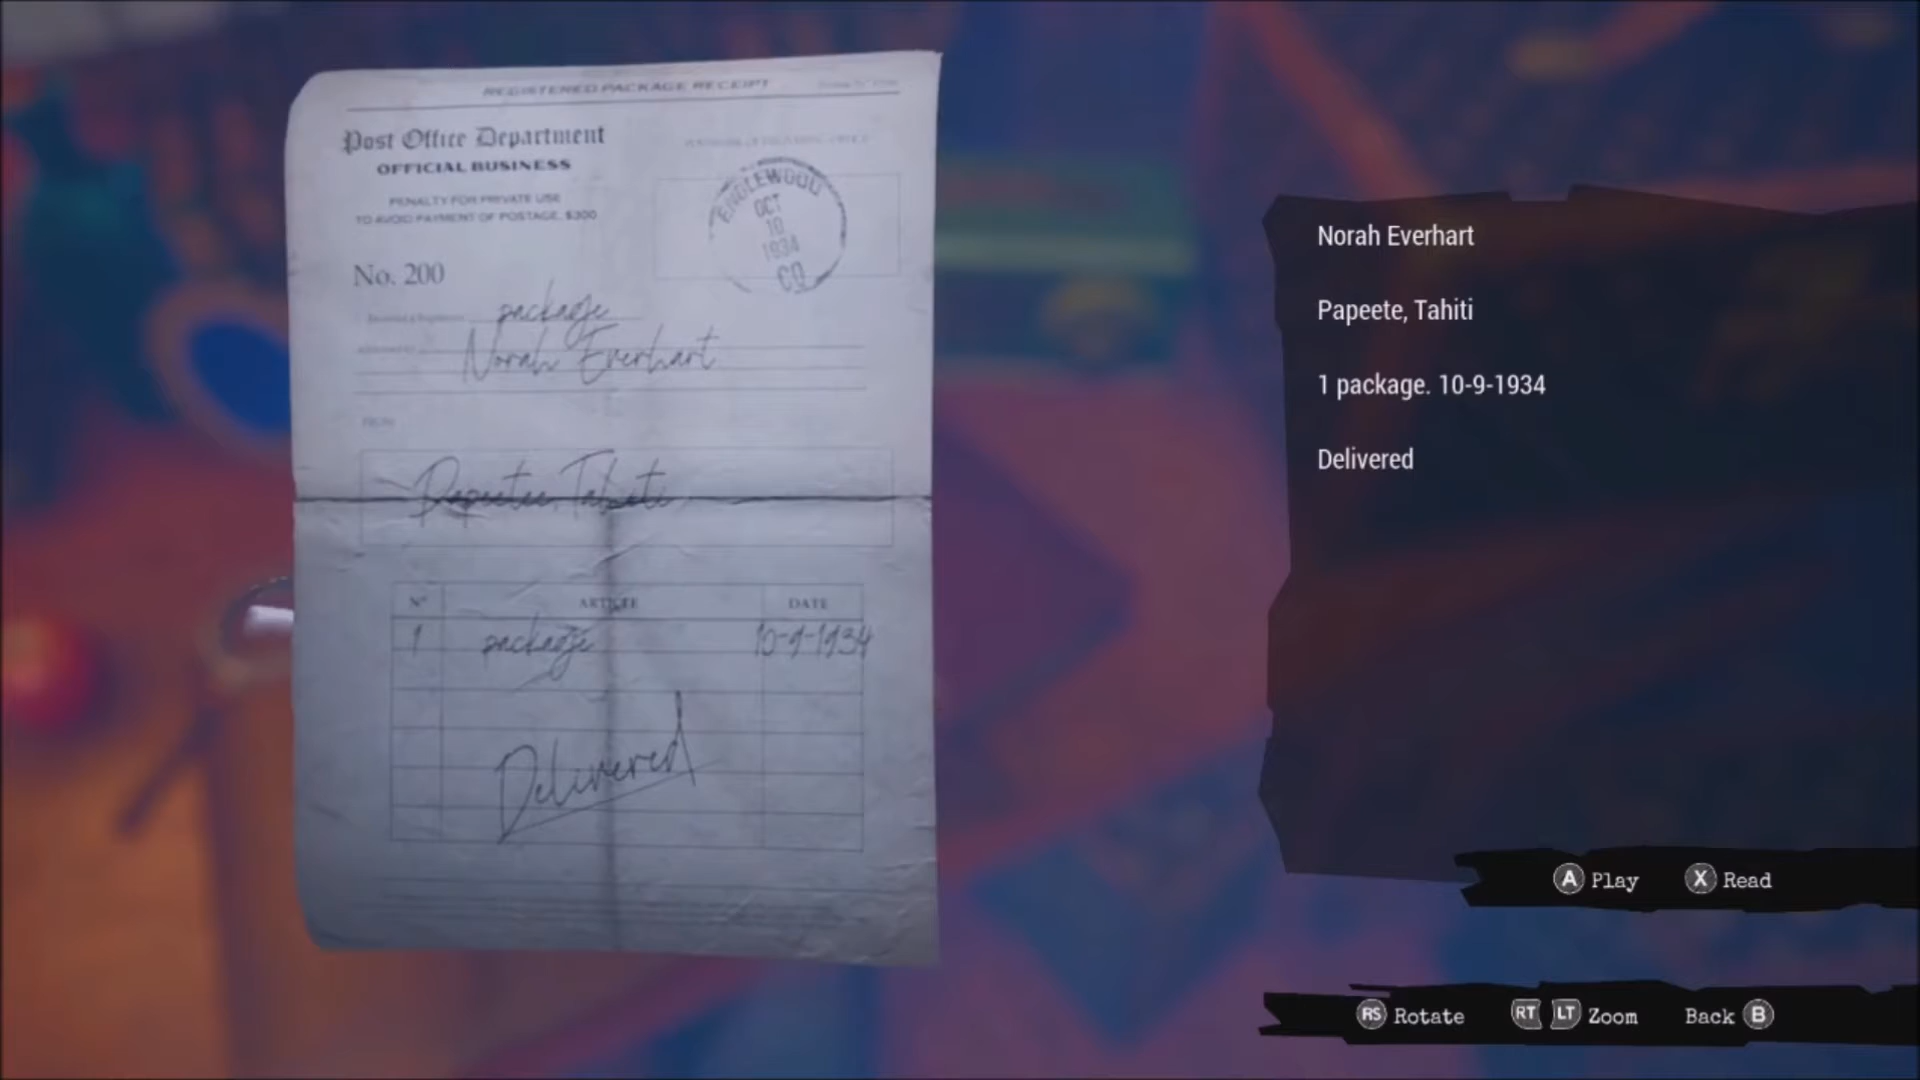 REGISTERED PACKAGE RECEIPT
Post Office Department
OFFICIAL BUSINESS
PENALTY FOR PRIVATE USE
TO AVOID PAYMENT OF POSTAGE, $300
ENGLEWOOD
OCT
10
1934
CO
No. 200
package
Norah Everhart
FROM
Papeete, Tahiti
Nº ARTICLE DATE
1 package 10-9-1934
Delivered
Norah Everhart
Papeete, Tahiti
1 package. 10-9-1934
Delivered
A Play X Read
RS Rotate RT LT Zoom Back B